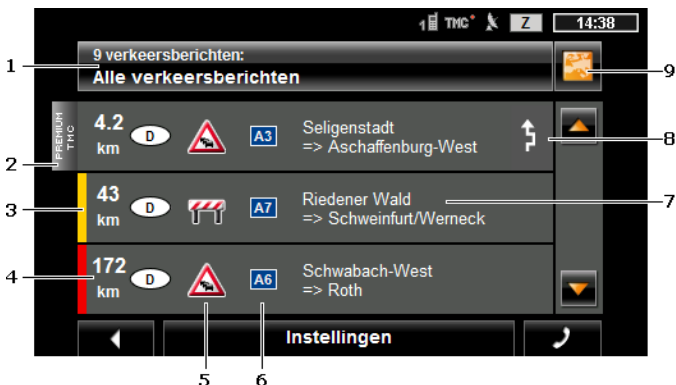 1 TMC Z 14:38
9 verkeersberichten:
Alle verkeersberichten
PREMIUM
TMC
4.2
km
D
A3
Seligenstadt
=> Aschaffenburg-West
43
km
D
A7
Riedener Wald
=> Schweinfurt/Werneck
172
km
D
A6
Schwabach-West
=> Roth
Instellingen
1
2
3
4
5
6
7
8
9